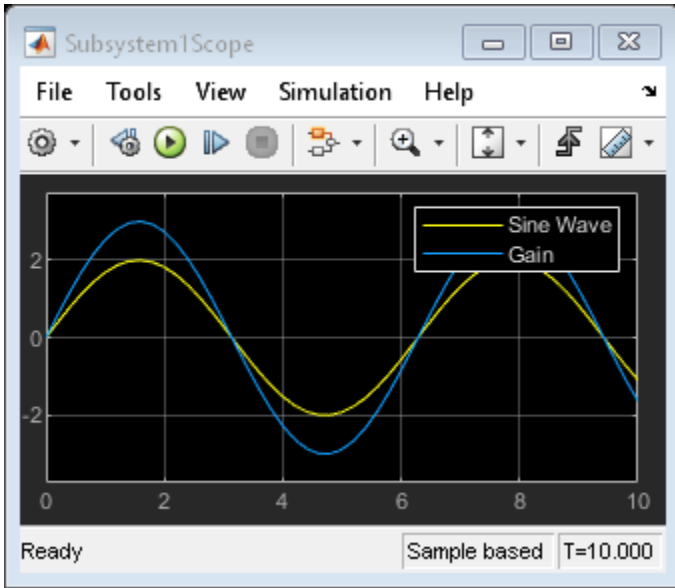 Subsystem1Scope
File Tools View Simulation Help
Sine Wave
Gain
2
0
-2
0 2 4 6 8 10
Ready Sample based T=10.000